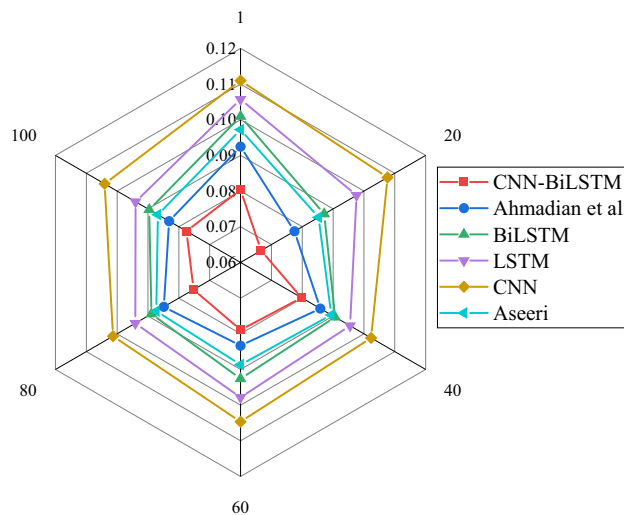 1
0.12
0.11
0.10
0.09
0.08
0.07
0.06
100
20
80
40
60
CNN-BiLSTM
Ahmadian et al
BiLSTM
LSTM
CNN
Aseeri